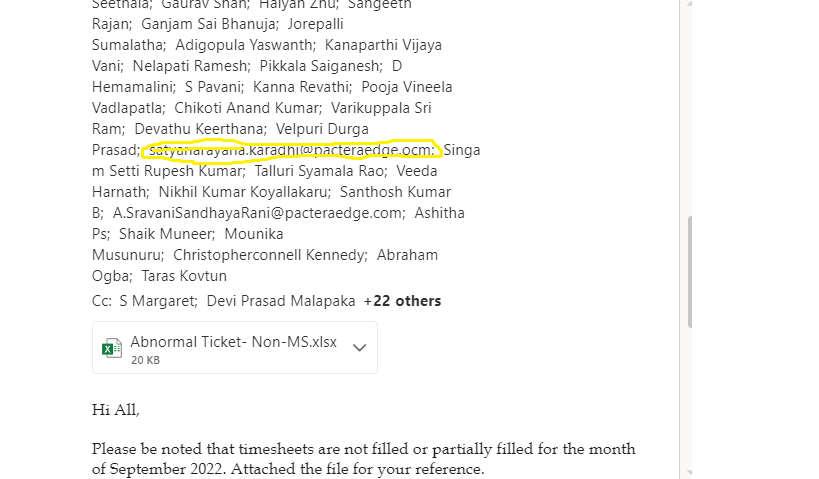 Seethala;  Gaurav Shah;  Haiyan Zhu;  Sangeeth
Rajan;  Ganjam Sai Bhanuja;  Jorepalli
Sumalatha;  Adigopula Yaswanth;  Kanaparthi Vijaya
Vani;  Nelapati Ramesh;  Pikkala Saiganesh;  D
Hemamalini;  S Pavani;  Kanna Revathi;  Pooja Vineela
Vadlapatla;  Chikoti Anand Kumar;  Varikuppala Sri
Ram;  Devathu Keerthana;  Velpuri Durga
Prasad;  satyanarayana.karadhi@pacteraedge.ocm;  Singa
m Setti Rupesh Kumar;  Talluri Syamala Rao;  Veeda
Harnath;  Nikhil Kumar Koyallakaru;  Santhosh Kumar
B;  A.SravaniSandhayaRani@pacteraedge.com;  Ashitha
Ps;  Shaik Muneer;  Mounika
Musunuru;  Christopherconnell Kennedy;  Abraham
Ogba;  Taras Kovtun
Cc:  S Margaret;  Devi Prasad Malapaka  +22 others
Abnormal Ticket- Non-MS.xlsx
20 KB
Hi All,
Please be noted that timesheets are not filled or partially filled for the month
of September 2022. Attached the file for your reference.